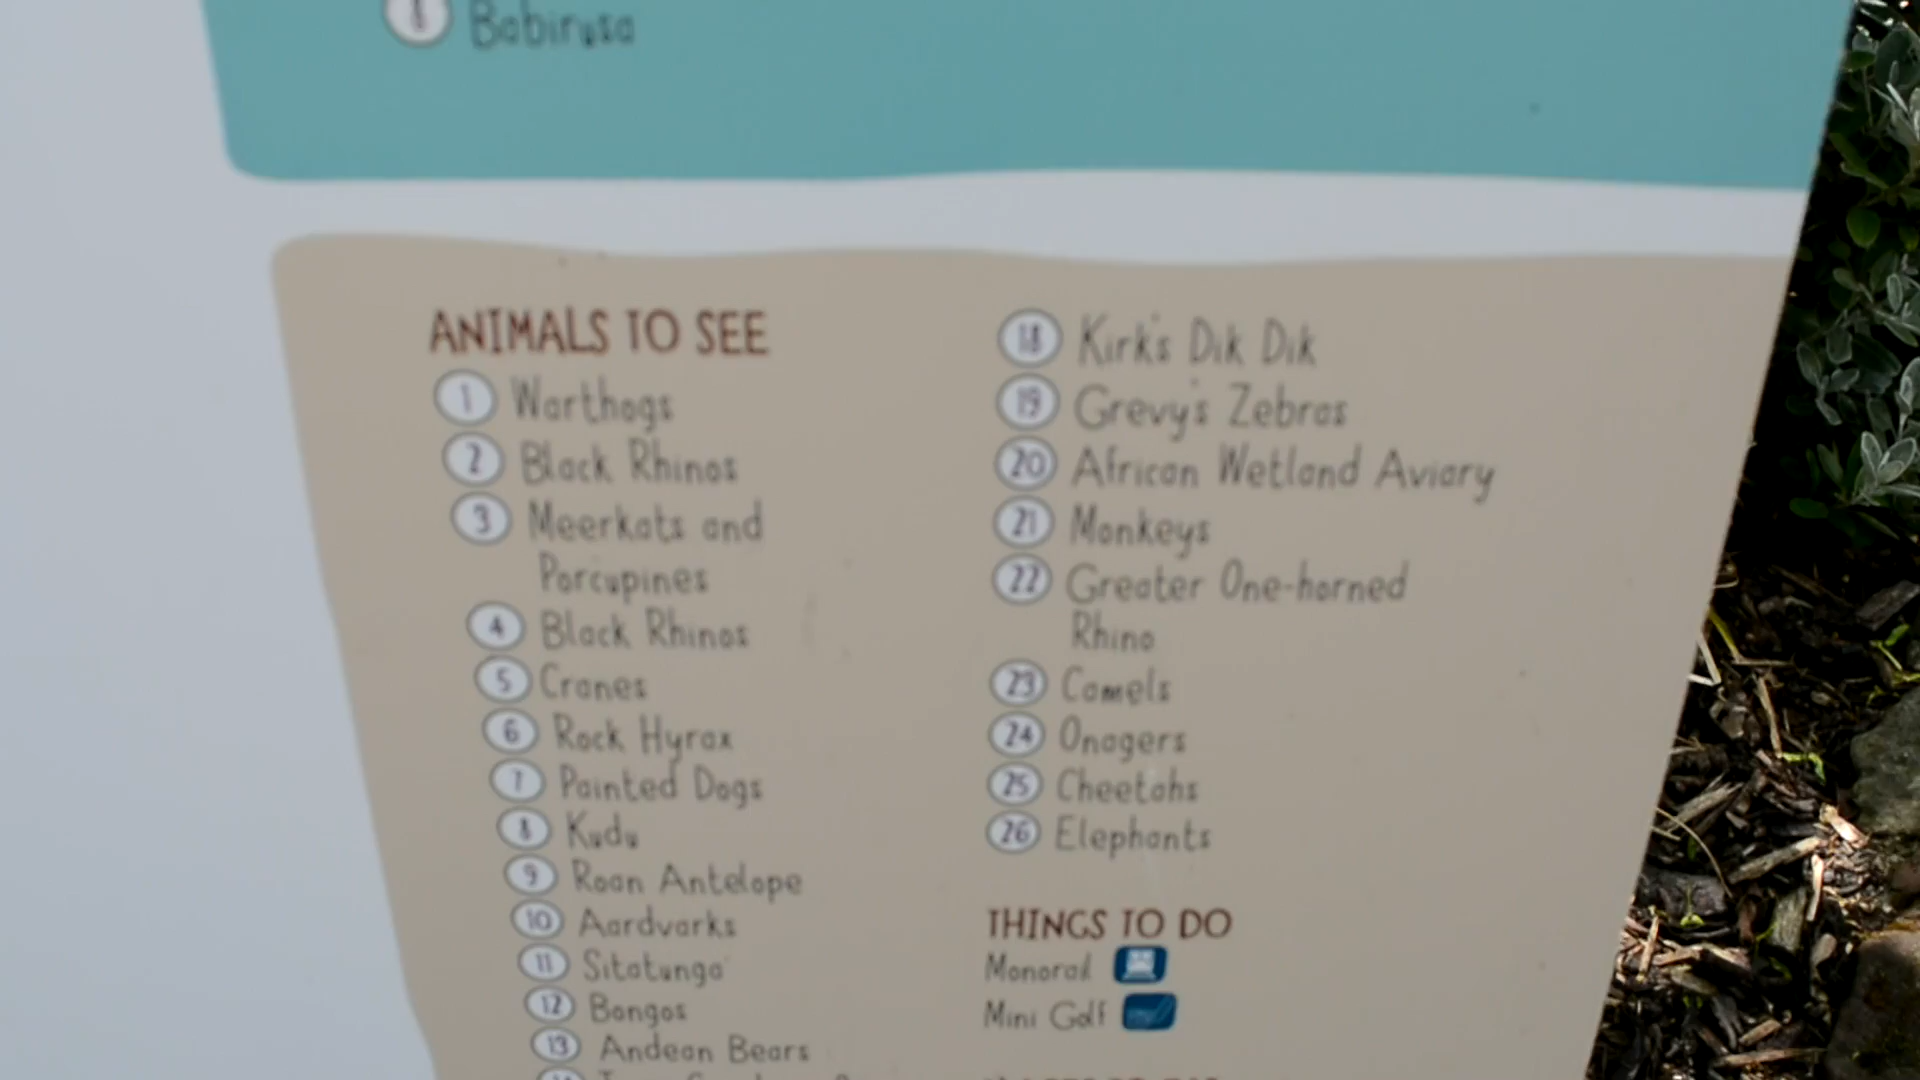 8 Babirusa
ANIMALS TO SEE
1 Warthogs
2 Black Rhinos
3 Meerkats and
Porcupines
4 Black Rhinos
5 Cranes
6 Rock Hyrax
7 Painted Dogs
8 Kudu
9 Roan Antelope
10 Aardvarks
11 Sitatunga
12 Bongos
13 Andean Bears
18 Kirk's Dik Dik
19 Grevy's Zebras
20 African Wetland Aviary
21 Monkeys
22 Greater One-horned
Rhino
23 Camels
24 Onagers
25 Cheetahs
26 Elephants
THINGS TO DO
Monorail
Mini Golf